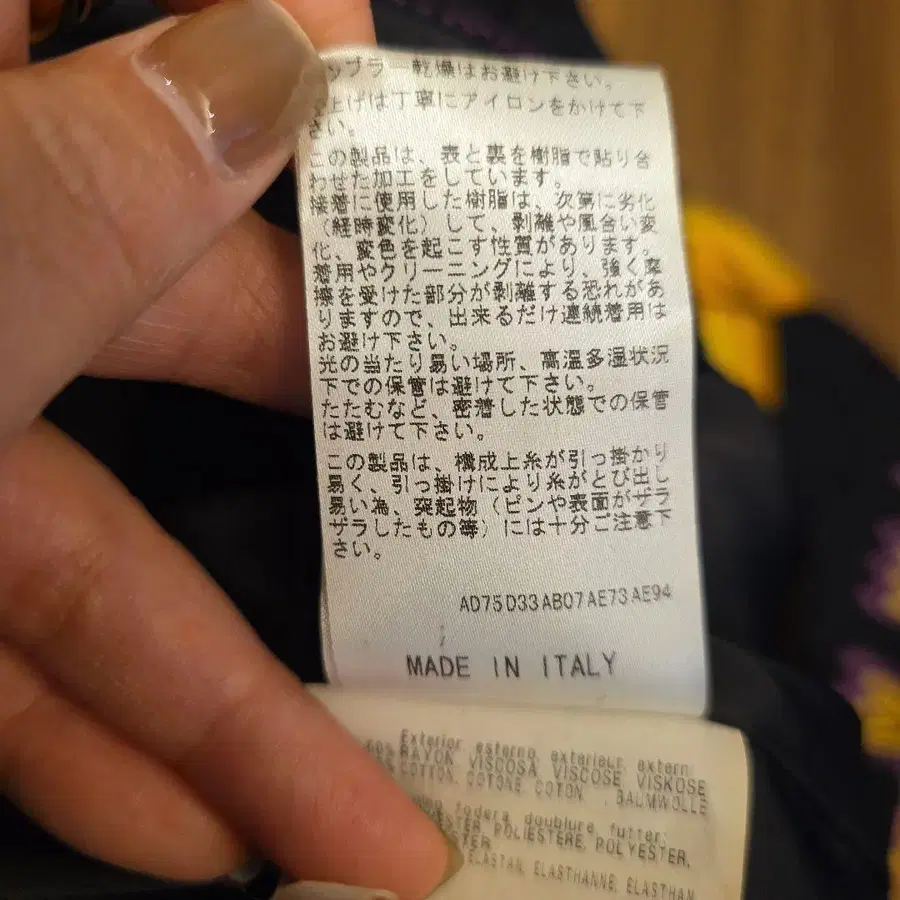 ンブラー乾燥はお避け下さい。
上げは丁寧にアイロンをかけて下
さい。
この製品は、表と裏を樹脂で貼り合
わせた加工をしています。
接着に使用した樹脂は、次第に劣化
（経時変化）して、剥離や風合い変
化、変色を起こす性質があります。
着用やクリーニングにより、強く摩
擦を受けた部分が剥離する恐れがあ
りますので、出来るだけ連続着用は
お避け下さい。
光の当たり易い場所、高温多湿状況
下での保管は避けて下さい。
たたむなど、密着した状態での保管
は避けて下さい。
この製品は、構成上糸が引っ掛かり
易く、引っ掛けにより糸がとび出し
易い為、突起物（ピンや表面がザラ
ザラしたもの等）には十分ご注意下
さい。
AD75D33AB07AE73AE94
MADE IN ITALY
Exterior, esterno, exterieur, extern:
RAYON, VISCOSA, VISCOSE, VISKOSE
COTTON, COTONE, COTON, BAUMWOLLE
fodera, doublure, futter:
POLIESTERE, POLYESTER,
ELASTAN, ELASTHANNE, ELASTHAN